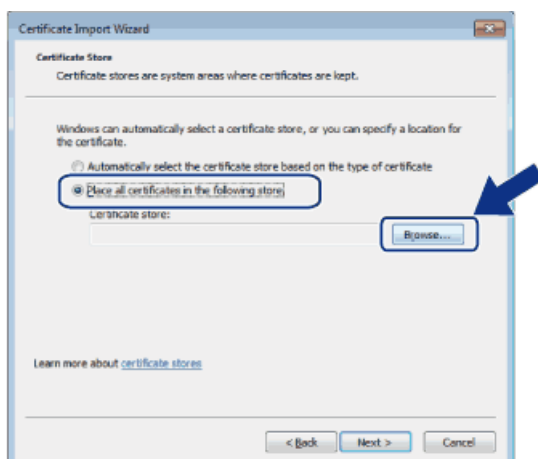 Certificate Import Wizard
Certificate Store
Certificate stores are system areas where certificates are kept.
Windows can automatically select a certificate store, or you can specify a location for
the certificate.
Automatically select the certificate store based on the type of certificate
Place all certificates in the following store
Certificate store:
Browse...
Learn more about certificate stores
< Back
Next >
Cancel